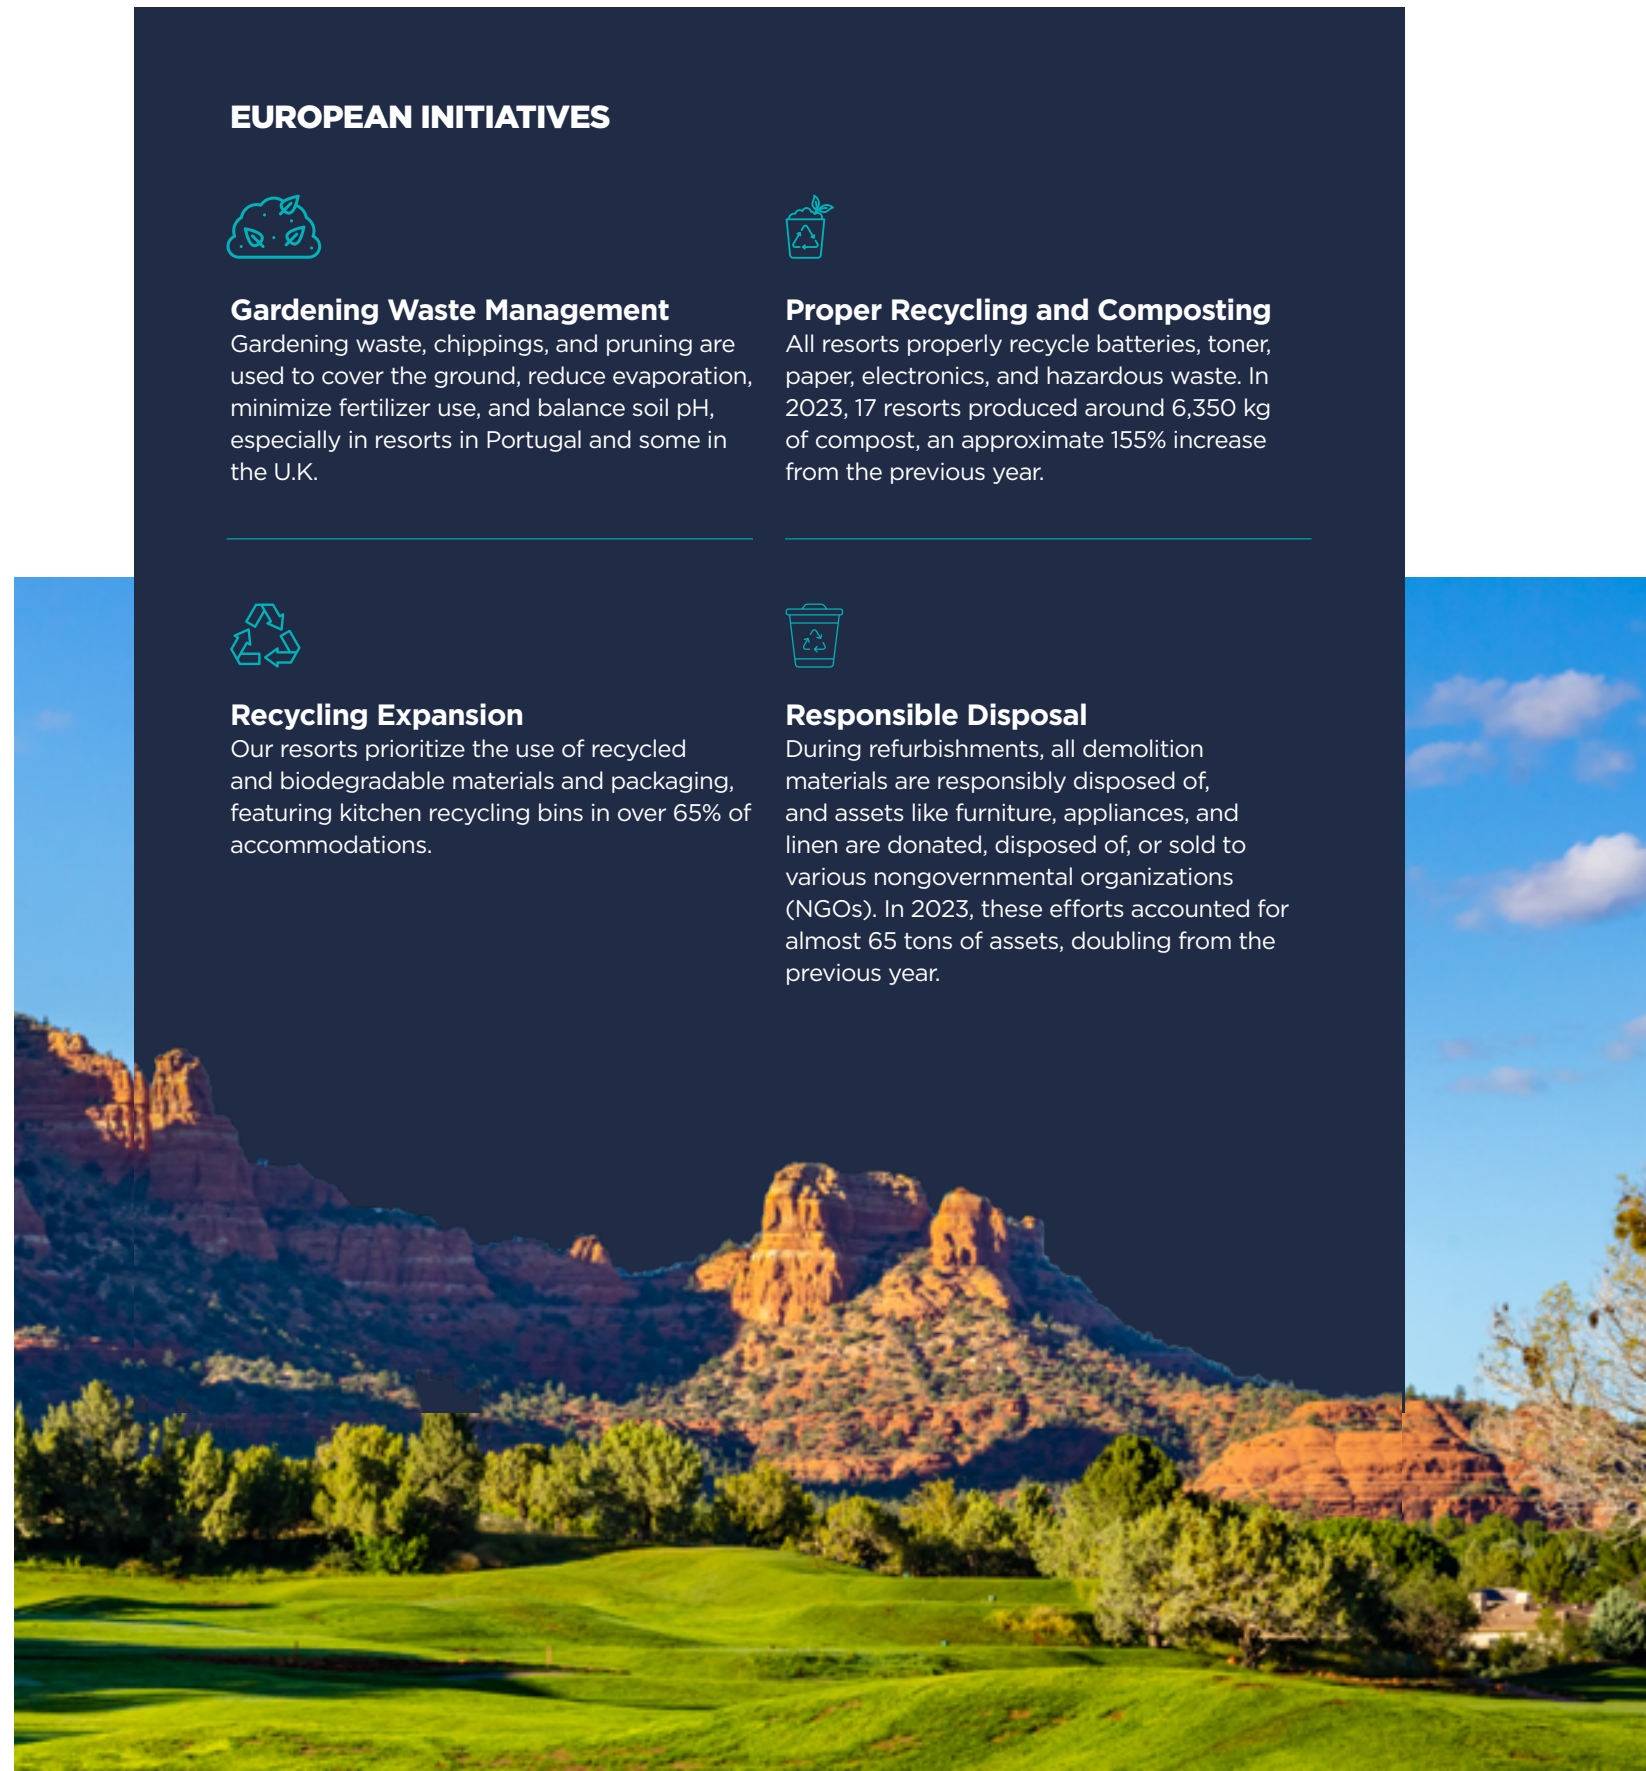 EUROPEAN INITIATIVES
Gardening Waste Management
Gardening waste, chippings, and pruning are
used to cover the ground, reduce evaporation,
minimize fertilizer use, and balance soil pH,
especially in resorts in Portugal and some in
the U.K.
Proper Recycling and Composting
All resorts properly recycle batteries, toner,
paper, electronics, and hazardous waste. In
2023, 17 resorts produced around 6,350 kg
of compost, an approximate 155% increase
from the previous year.
Recycling Expansion
Our resorts prioritize the use of recycled
and biodegradable materials and packaging,
featuring kitchen recycling bins in over 65% of
accommodations.
Responsible Disposal
During refurbishments, all demolition
materials are responsibly disposed of,
and assets like furniture, appliances, and
linen are donated, disposed of, or sold to
various nongovernmental organizations
(NGOs). In 2023, these efforts accounted for
almost 65 tons of assets, doubling from the
previous year.